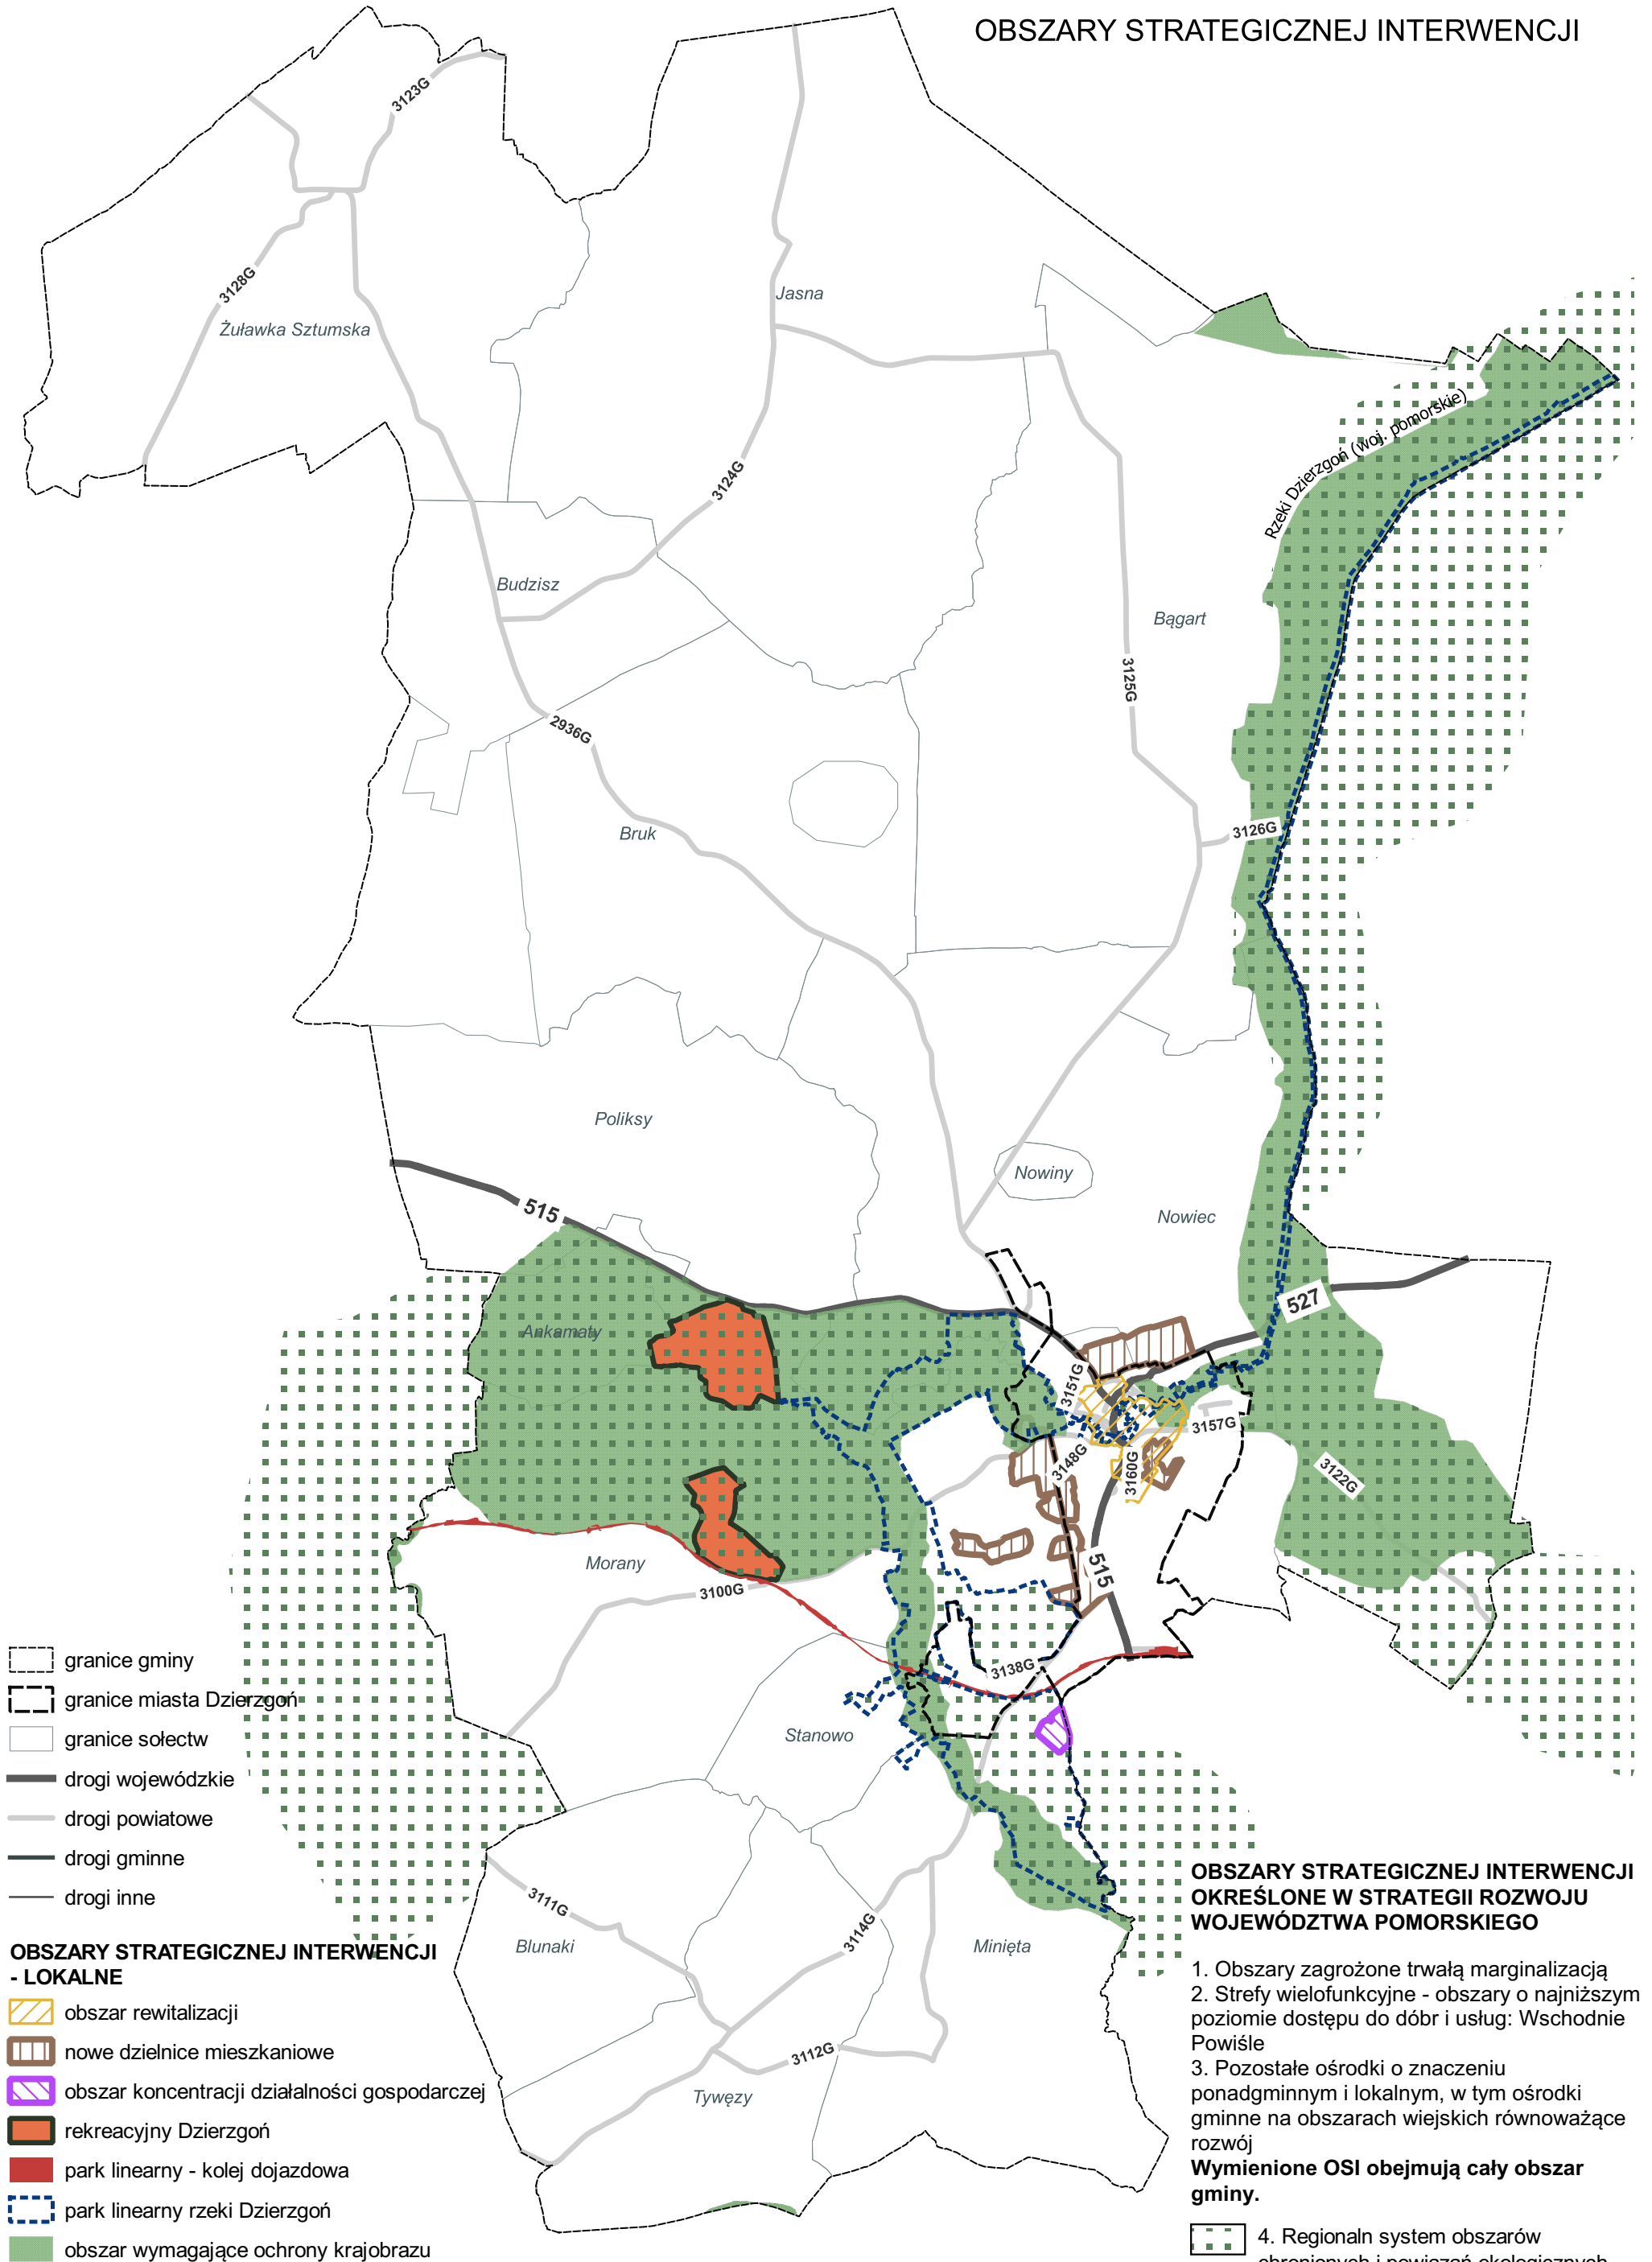 OBSZARY STRATEGICZNEJ INTERWENCJI
3123G
3128G
Żuławka Sztumska
Jasna
Rzeki Dzierzgoń (woj. pomorskie)
3124G
Budzisz
Bągart
3125G
2936G
Bruk
3126G
Poliksy
Nowiny
Nowiec
515
527
Ankamaty
3151G
3157G
3148G
3160G
3122G
515
Morany
3100G
3138G
Stanowo
3111G
3114G
Blunaki
Minięta
3112G
Tywęzy
granice gminy
granice miasta Dzierzgoń
granice sołectw
drogi wojewódzkie
drogi powiatowe
drogi gminne
drogi inne
OBSZARY STRATEGICZNEJ INTERWENCJI
- LOKALNE
obszar rewitalizacji
nowe dzielnice mieszkaniowe
obszar koncentracji działalności gospodarczej
rekreacyjny Dzierzgoń
park linearny - kolej dojazdowa
park linearny rzeki Dzierzgoń
obszar wymagające ochrony krajobrazu
OBSZARY STRATEGICZNEJ INTERWENCJI
OKREŚLONE W STRATEGII ROZWOJU
WOJEWÓDZTWA POMORSKIEGO
1. Obszary zagrożone trwałą marginalizacją
2. Strefy wielofunkcyjne - obszary o najniższym
poziomie dostępu do dóbr i usług: Wschodnie
Powiśle
3. Pozostałe ośrodki o znaczeniu
ponadgminnym i lokalnym, w tym ośrodki
gminne na obszarach wiejskich równoważące
rozwój
Wymienione OSI obejmują cały obszar
gminy.
4. Regionaln system obszarów
chronionych i powiązań ekologicznych